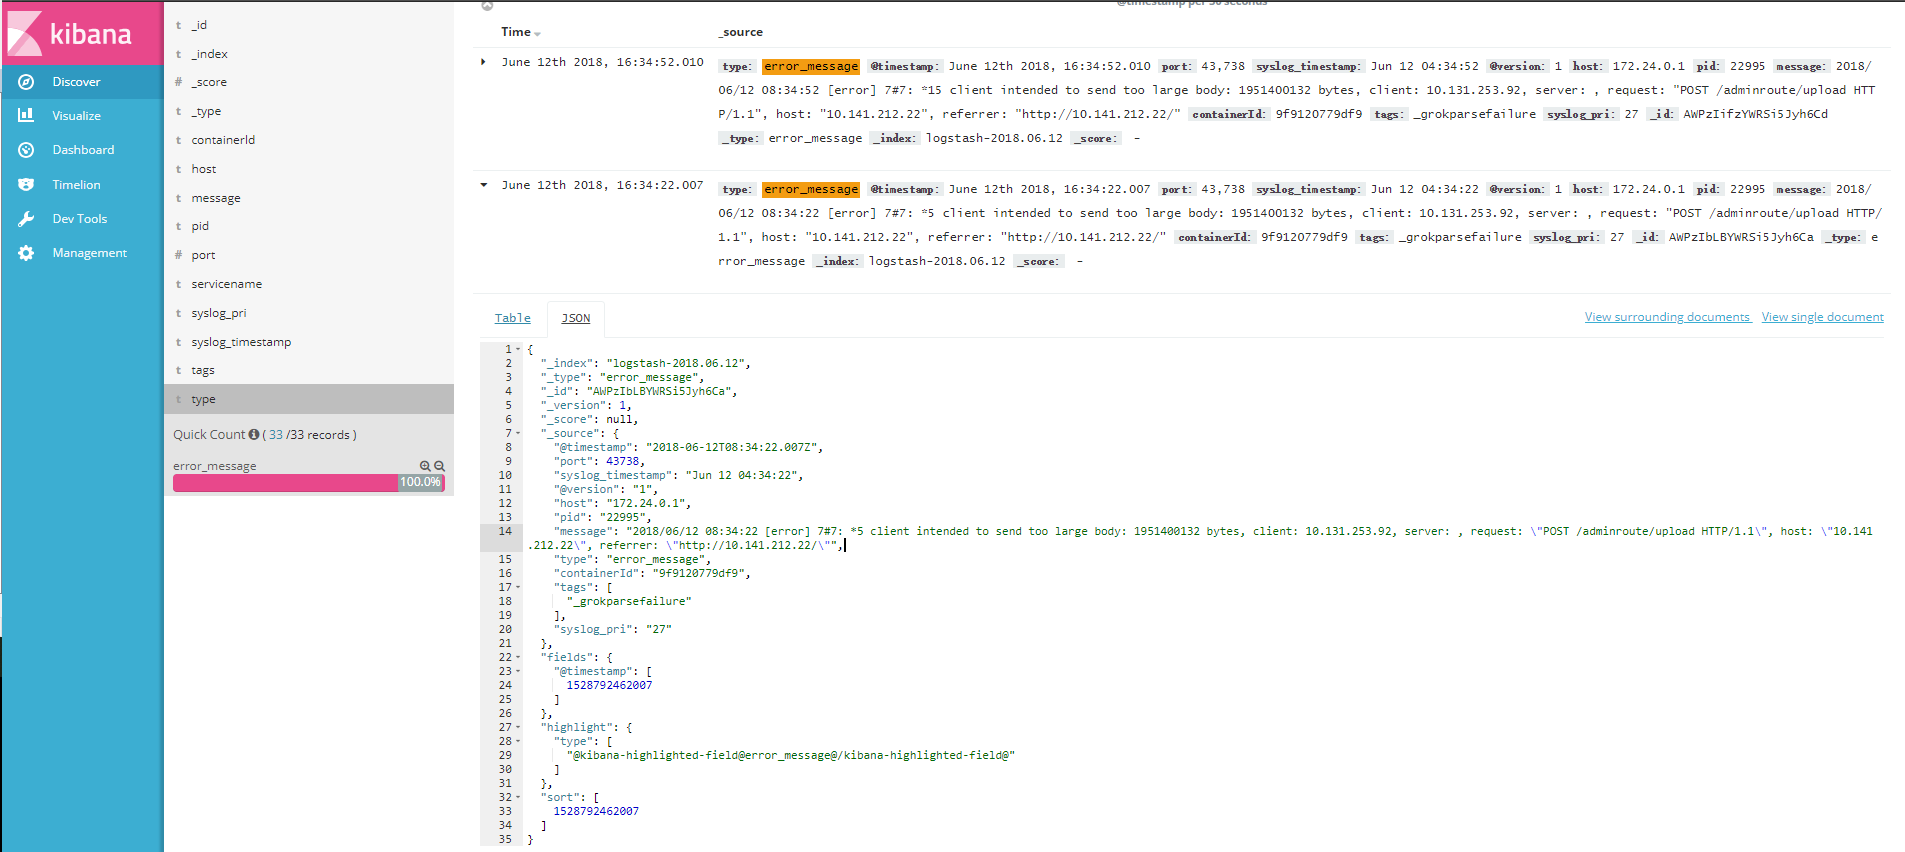 kibana
Discover
Visualize
Dashboard
Timelion
Dev Tools
Management
t _id
t _index
# _score
t _type
t containerId
t host
t message
t pid
# port
t servicename
t syslog_pri
t syslog_timestamp
t tags
t type
Quick Count ( 33 /33 records )
error_message
100.0%
@timestamp per 30 seconds
Time _source
June 12th 2018, 16:34:52.010 type: error_message @timestamp: June 12th 2018, 16:34:52.010 port: 43,738 syslog_timestamp: Jun 12 04:34:52 @version: 1 host: 172.24.0.1 pid: 22995 message: 2018/
06/12 08:34:52 [error] 7#7: *15 client intended to send too large body: 1951400132 bytes, client: 10.131.253.92, server: , request: "POST /adminroute/upload HTT
P/1.1", host: "10.141.212.22", referrer: "http://10.141.212.22/" containerId: 9f9120779df9 tags: _grokparsefailure syslog_pri: 27 _id: AWPzIifzYWRSi5Jyh6Cd
_type: error_message _index: logstash-2018.06.12 _score: -
June 12th 2018, 16:34:22.007 type: error_message @timestamp: June 12th 2018, 16:34:22.007 port: 43,738 syslog_timestamp: Jun 12 04:34:22 @version: 1 host: 172.24.0.1 pid: 22995 message: 2018/
06/12 08:34:22 [error] 7#7: *5 client intended to send too large body: 1951400132 bytes, client: 10.131.253.92, server: , request: "POST /adminroute/upload HTTP/
1.1", host: "10.141.212.22", referrer: "http://10.141.212.22/" containerId: 9f9120779df9 tags: _grokparsefailure syslog_pri: 27 _id: AWPzIbLBYWRSi5Jyh6Ca _type: e
rror_message _index: logstash-2018.06.12 _score: -
Table JSON View surrounding documents View single document
1 {
2 "_index": "logstash-2018.06.12",
3 "_type": "error_message",
4 "_id": "AWPzIbLBYWRSi5Jyh6Ca",
5 "_version": 1,
6 "_score": null,
7 "_source": {
8 "@timestamp": "2018-06-12T08:34:22.007Z",
9 "port": 43738,
10 "syslog_timestamp": "Jun 12 04:34:22",
11 "@version": "1",
12 "host": "172.24.0.1",
13 "pid": "22995",
14 "message": "2018/06/12 08:34:22 [error] 7#7: *5 client intended to send too large body: 1951400132 bytes, client: 10.131.253.92, server: , request: \"POST /adminroute/upload HTTP/1.1\", host: \"10.141
.212.22\", referrer: \"http://10.141.212.22/\"",
15 "type": "error_message",
16 "containerId": "9f9120779df9",
17 "tags": [
18 "_grokparsefailure"
19 ],
20 "syslog_pri": "27"
21 },
22 "fields": {
23 "@timestamp": [
24 1528792462007
25 ]
26 },
27 "highlight": {
28 "type": [
29 "@kibana-highlighted-field@error_message@/kibana-highlighted-field@"
30 ]
31 },
32 "sort": [
33 1528792462007
34 ]
35 }